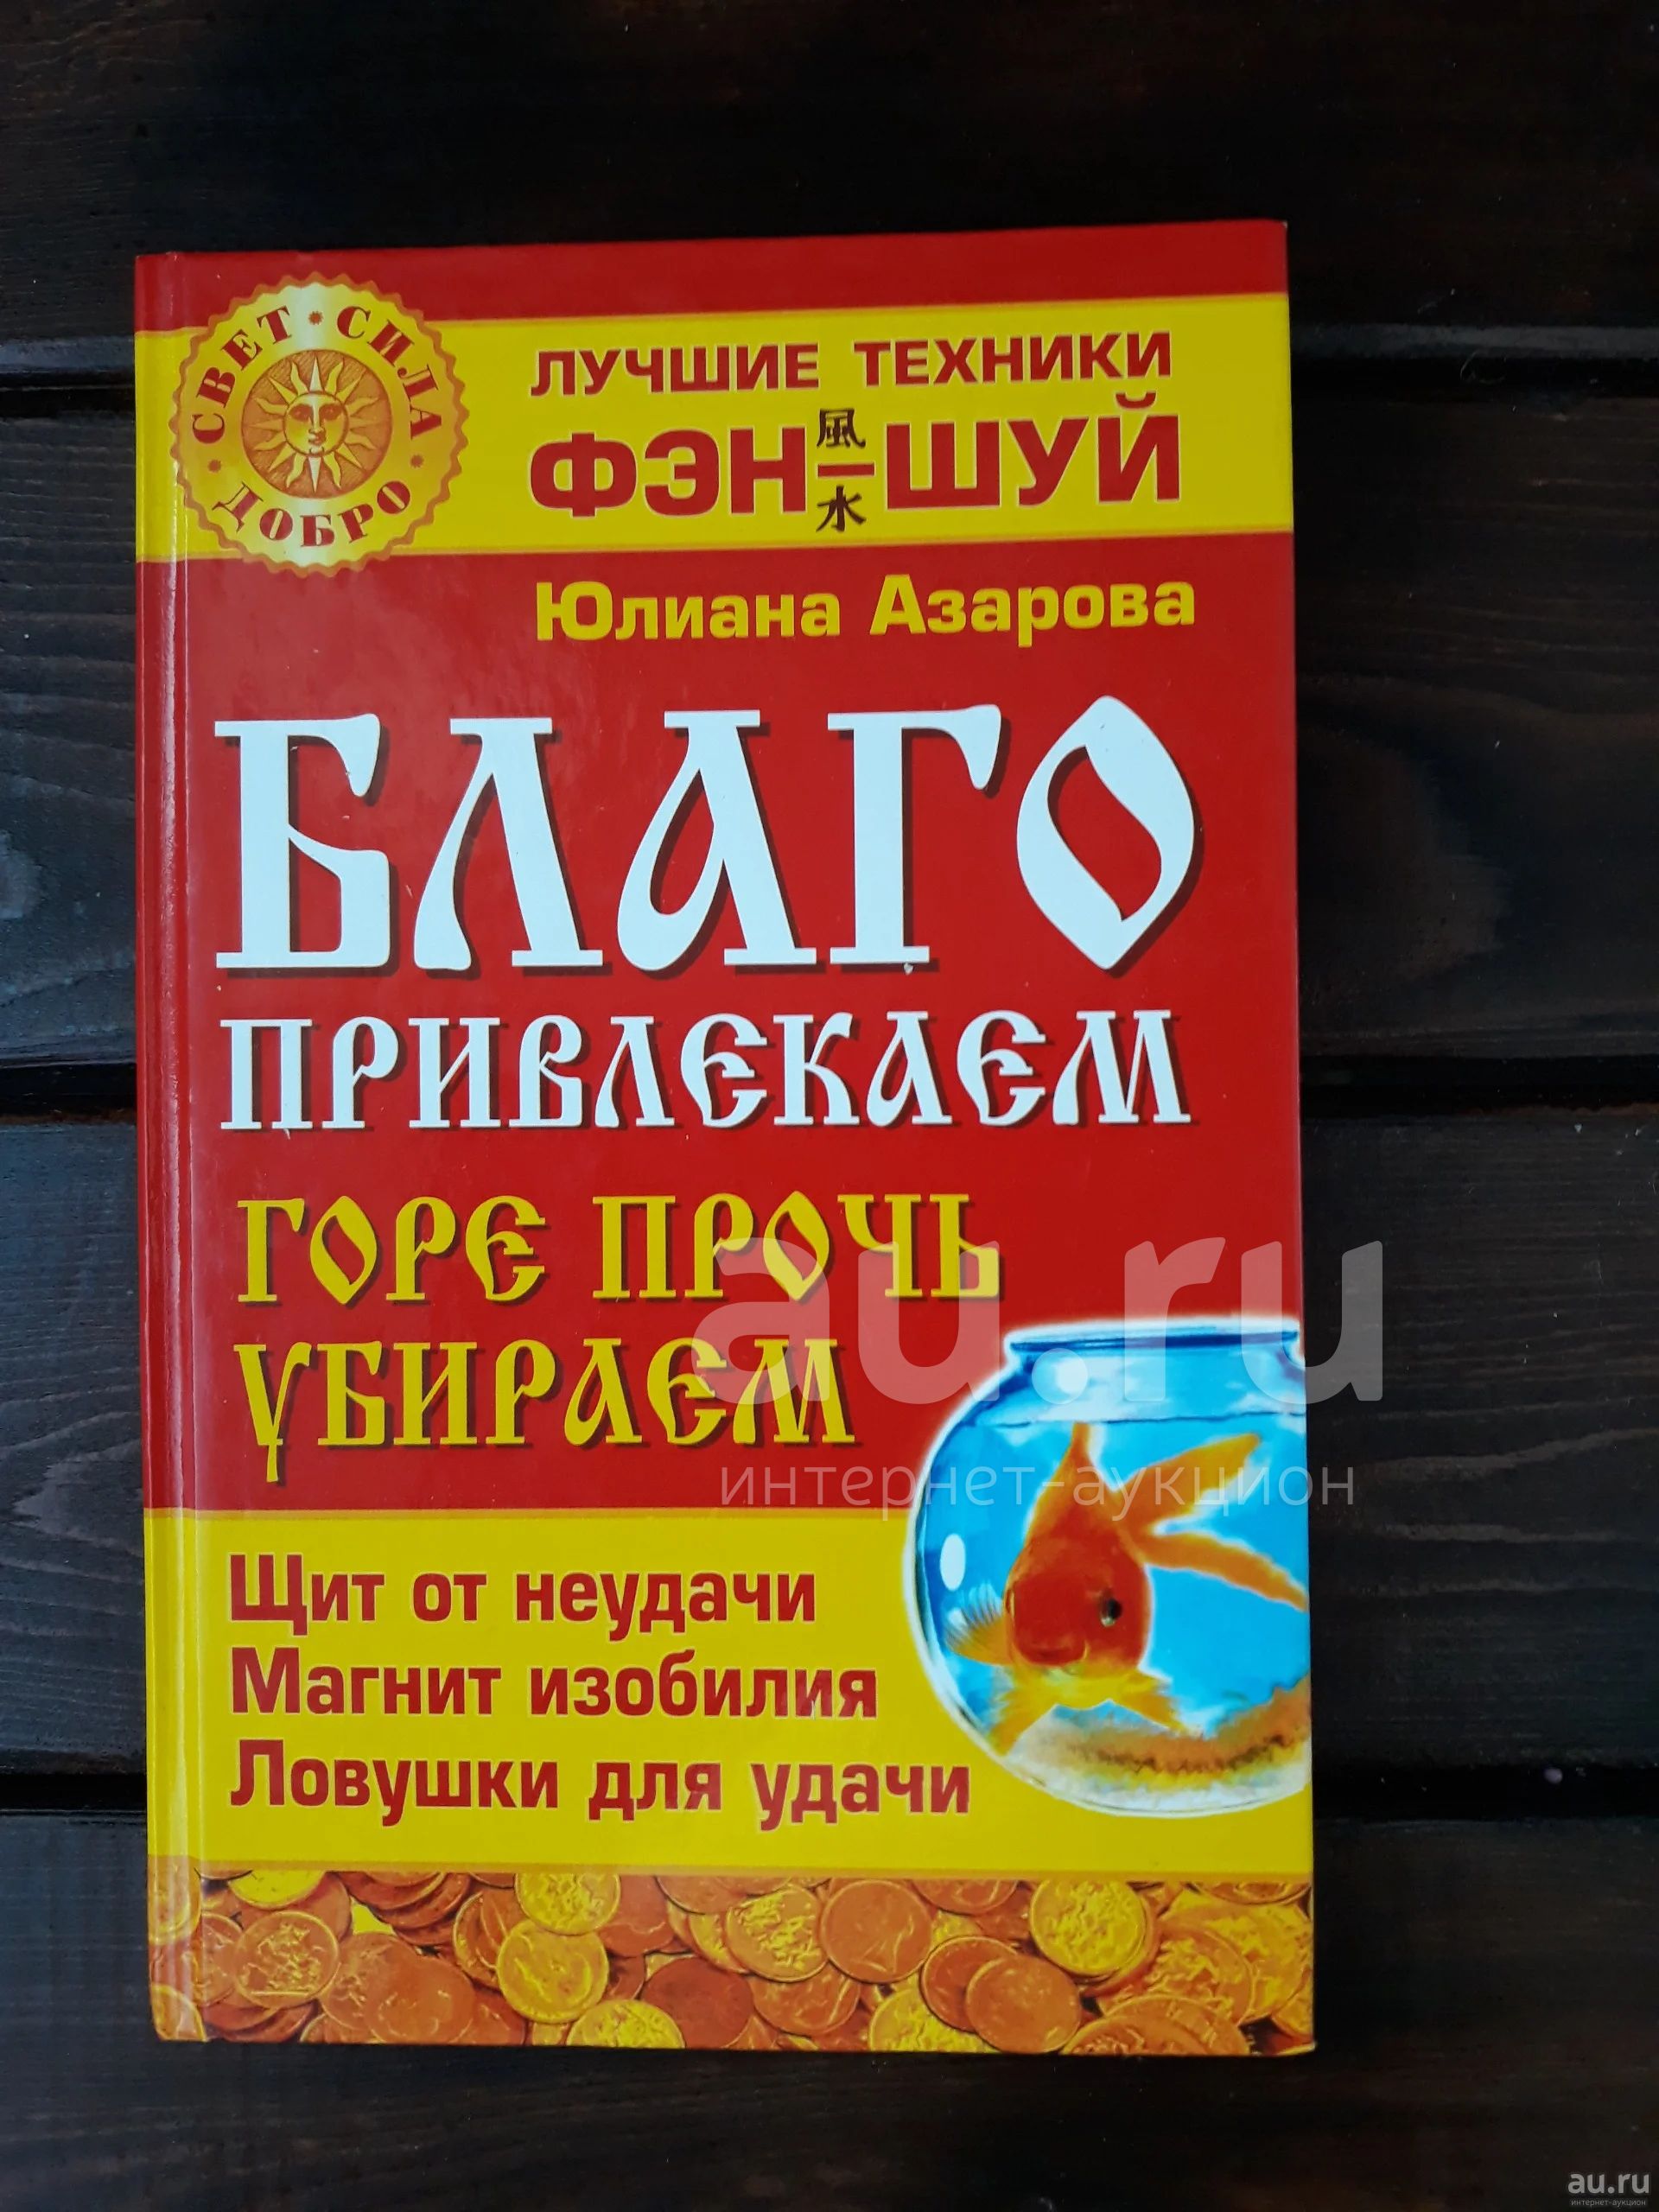 СВЕТ * СИЛА * ДОБРО *
ЛУЧШИЕ ТЕХНИКИ
ФЭН-ШУЙ
風
水
Юлиана Азарова
БЛАГО
ПРИВЛЕКАЕМ
ГОРЕ ПРОЧЬ
УБИРАЕМ
au.ru
интернет-аукцион
Щит от неудачи
Магнит изобилия
Ловушки для удачи
au.ru
интернет-аукцион